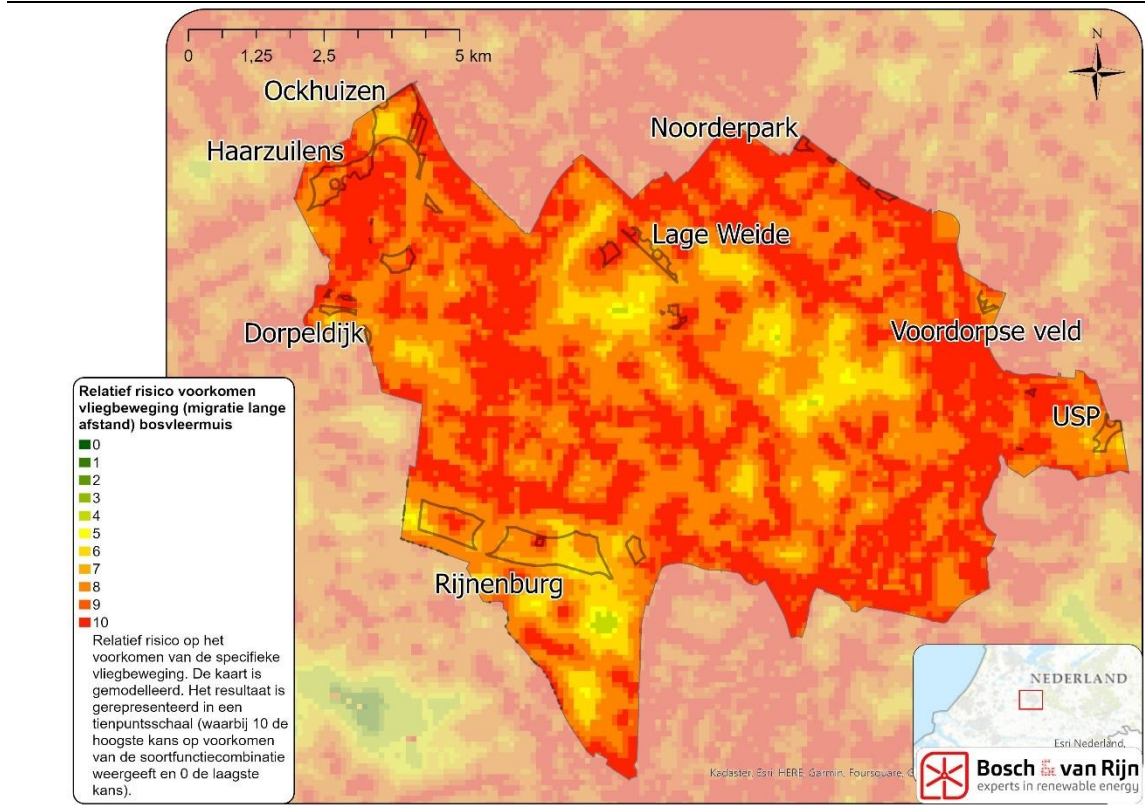 N
0 1,25 2,5 5 km
Ockhuizen
Haarzuilens
Noorderpark
Lage Weide
Dorpeldijk
Voordorpse veld
USP
Rijnenburg
Relatief risico voorkomen
vliegbeweging (migratie lange
afstand) bosvleermuis
0
1
2
3
4
5
6
7
8
9
10
Relatief risico op het
voorkomen van de specifieke
vliegbeweging. De kaart is
gemodelleerd. Het resultaat is
gerepresenteerd in een
tienpuntsschaal (waarbij 10 de
hoogste kans op voorkomen
van de soortfunctiecombinatie
weergeeft en 0 de laagste
kans).
NEDERLAND
Esri Nederland,
Kadaster, Esri, HERE, Garmin, Foursquare, G
Bosch & van Rijn
experts in renewable energy